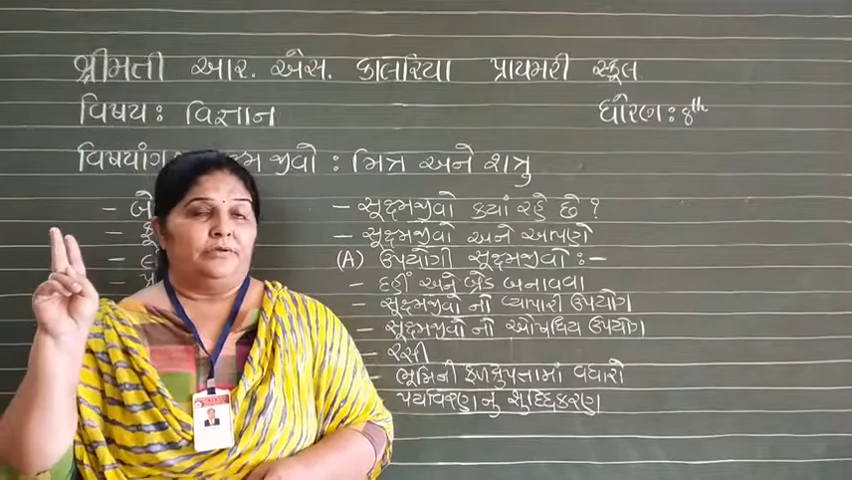 શ્રીમતી આર. એસ. કાલરિયા પ્રાયમરી સ્કૂલ
વિષય: વિજ્ઞાન ધોરણ: 8th
વિષયાંગ જીવો : મિત્ર અને શત્રુ
- સૂક્ષ્મજીવો ક્યાં રહે છે ?
- સૂક્ષ્મજીવો અને આપણે
(A) ઉપયોગી સૂક્ષ્મજીવો :-
- દહીં અને બ્રેડ બનાવવા
- સૂક્ષ્મજીવો નો વ્યાપારી ઉપયોગ
- સૂક્ષ્મજીવો નો ઔષધિય ઉપયોગ
- રસી
- ભૂમિની ફળદ્રુપતામાં વધારો
પર્યાવરણ નું શુદ્ધિકરણ